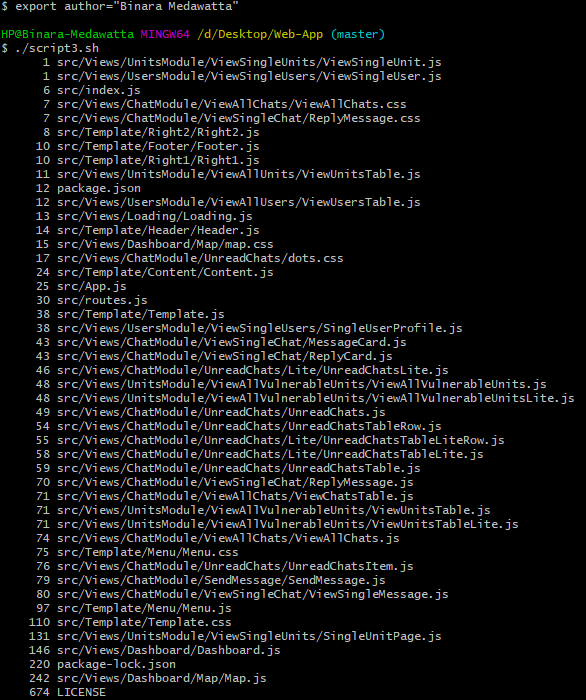 $ export author="Binara Medawatta"
HP@Binara-Medawatta MINGW64 /d/Desktop/Web-App (master)
$ ./script3.sh
1 src/Views/UnitsModule/ViewSingleUnits/ViewSingleUnit.js
1 src/Views/UsersModule/ViewSingleUsers/ViewSingleUser.js
6 src/index.js
7 src/Views/ChatModule/ViewAllChats/ViewAllChats.css
7 src/Views/ChatModule/ViewSingleChat/ReplyMessage.css
8 src/Template/Right2/Right2.js
10 src/Template/Footer/Footer.js
10 src/Template/Right1/Right1.js
11 src/Views/UnitsModule/ViewAllUnits/ViewUnitsTable.js
12 package.json
12 src/Views/UsersModule/ViewAllUsers/ViewUsersTable.js
13 src/Views/Loading/Loading.js
14 src/Template/Header/Header.js
15 src/Views/Dashboard/Map/map.css
17 src/Views/ChatModule/UnreadChats/dots.css
24 src/Template/Content/Content.js
25 src/App.js
30 src/routes.js
38 src/Template/Template.js
38 src/Views/UsersModule/ViewSingleUsers/SingleUserProfile.js
43 src/Views/ChatModule/ViewSingleChat/MessageCard.js
43 src/Views/ChatModule/ViewSingleChat/ReplyCard.js
46 src/Views/ChatModule/UnreadChats/Lite/UnreadChatsLite.js
48 src/Views/UnitsModule/ViewAllVulnerableUnits/ViewAllVulnerableUnits.js
48 src/Views/UnitsModule/ViewAllVulnerableUnits/ViewAllVulnerableUnitsLite.js
49 src/Views/ChatModule/UnreadChats/UnreadChats.js
54 src/Views/ChatModule/UnreadChats/UnreadChatsTableRow.js
55 src/Views/ChatModule/UnreadChats/Lite/UnreadChatsTableLiteRow.js
58 src/Views/ChatModule/UnreadChats/Lite/UnreadChatsTableLite.js
59 src/Views/ChatModule/UnreadChats/UnreadChatsTable.js
70 src/Views/ChatModule/ViewSingleChat/ReplyMessage.js
71 src/Views/ChatModule/ViewAllChats/ViewChatsTable.js
71 src/Views/UnitsModule/ViewAllVulnerableUnits/ViewUnitsTable.js
71 src/Views/UnitsModule/ViewAllVulnerableUnits/ViewUnitsTableLite.js
74 src/Views/ChatModule/ViewAllChats/ViewAllChats.js
75 src/Template/Menu/Menu.css
76 src/Views/ChatModule/UnreadChats/UnreadChatsItem.js
79 src/Views/ChatModule/SendMessage/SendMessage.js
80 src/Views/ChatModule/ViewSingleChat/ViewSingleMessage.js
97 src/Template/Menu/Menu.js
110 src/Template/Template.css
131 src/Views/UnitsModule/ViewSingleUnits/SingleUnitPage.js
146 src/Views/Dashboard/Dashboard.js
220 package-lock.json
242 src/Views/Dashboard/Map/Map.js
674 LICENSE